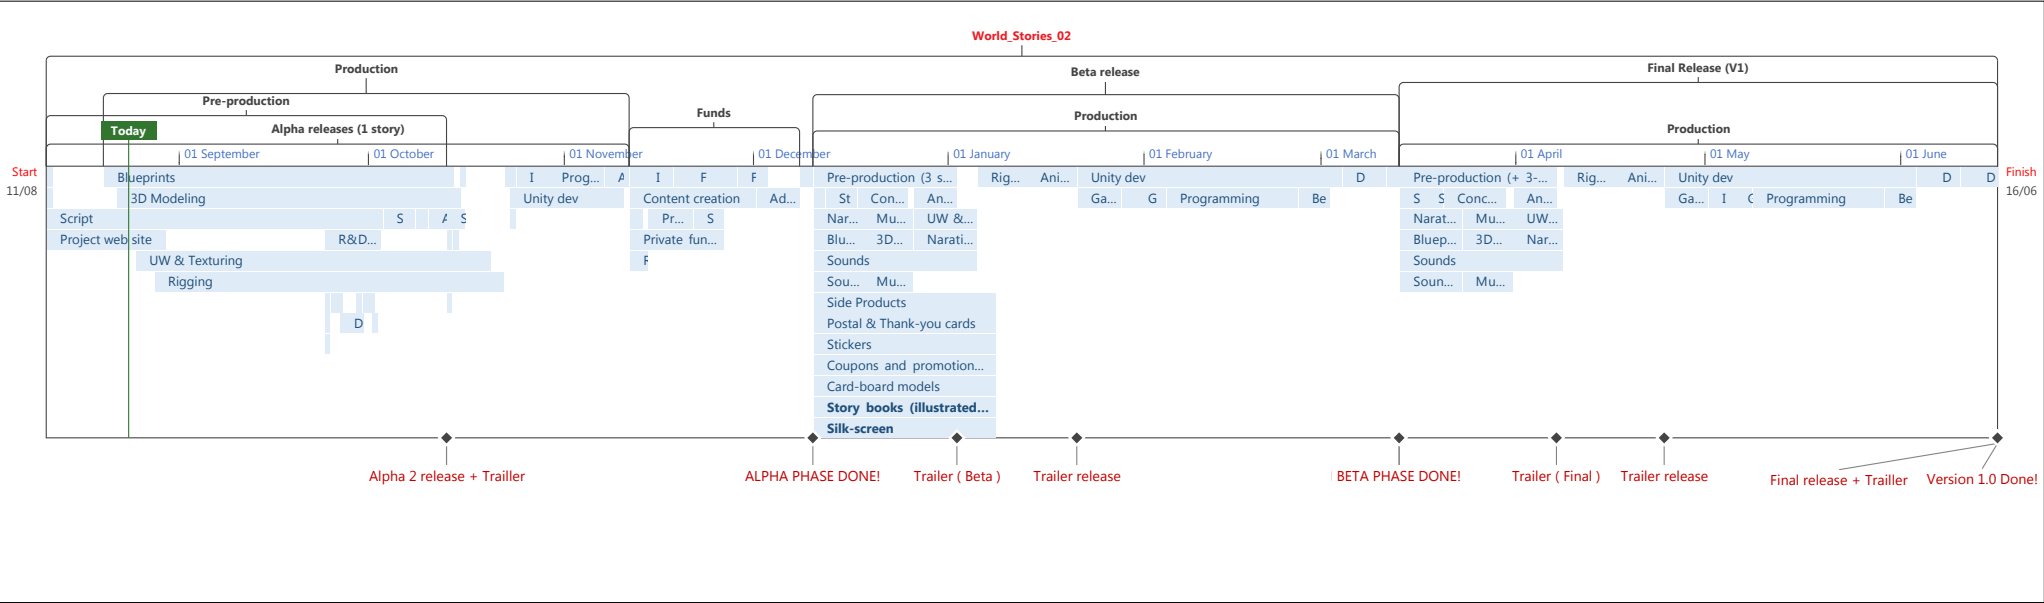 World_Stories_02
Production
Beta release
Final Release (V1)
Pre-production
Funds
Production
Today
Alpha releases (1 story)
Production
01 September
01 October
01 November
01 December
01 January
01 February
01 March
01 April
01 May
01 June
Start
11/08
Finish
16/06
Blueprints
I
Prog...
A
I
F
F
Pre-production (3 s...
Rig...
Ani...
Unity dev
D
Pre-production (+ 3-...
Rig...
Ani...
Unity dev
D
D
3D Modeling
Unity dev
Content creation
Ad...
St
Con...
An...
Ga...
G
Programming
Be
S
S
Conc...
An...
Ga...
I
Programming
Be
Script
S
A
S
Pr...
S
Nar...
Mu...
UW &...
Narat...
Mu...
UW...
Project web site
R&D...
Private fun...
Blu...
3D...
Narati...
Bluep...
3D...
Nar...
UW & Texturing
Sounds
Sounds
Rigging
Sou...
Mu...
Soun...
Mu...
Side Products
D
Postal & Thank-you cards
Stickers
Coupons and promotion...
Card-board models
Story books (illustrated...
Silk-screen
Alpha 2 release + Trailler
ALPHA PHASE DONE!
Trailer ( Beta )
Trailer release
BETA PHASE DONE!
Trailer ( Final )
Trailer release
Final release + Trailler
Version 1.0 Done!